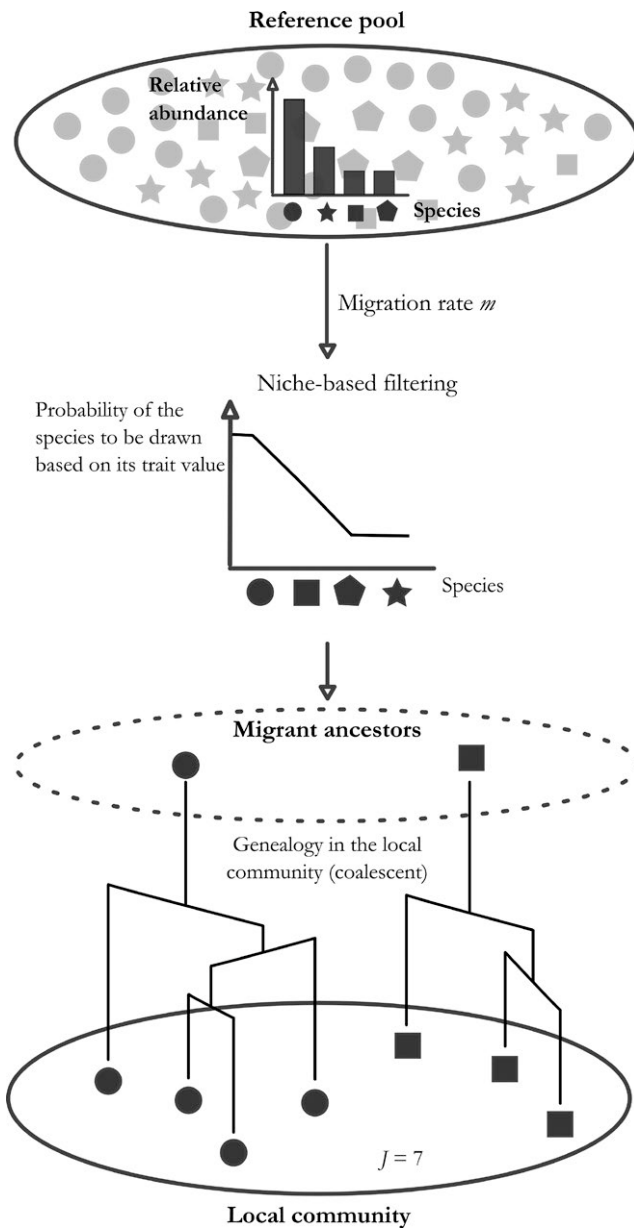 Reference pool
Relative
abundance
Species
Migration rate m
Niche-based filtering
Probability of the
species to be drawn
based on its trait value
Species
Migrant ancestors
Genealogy in the local
community (coalescent)
J = 7
Local community